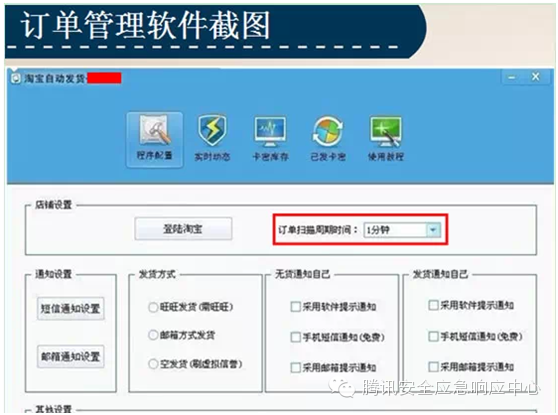 订单管理软件截图
淘宝自动发货
程序配置 实时动态 卡密库存 已发卡密 使用教程
店铺设置
登陆淘宝 订单扫描周期时间： 1分钟
通知设置 发货方式 无货通知自己 发货通知自己
短信通知设置 旺旺发货(需旺旺) 采用软件提示通知 采用软件提示通知
邮箱方式发货 手机短信通知(免费) 手机短信通知(免费)
邮箱通知设置 空发货(刷虚拟信誉) 采用邮箱提示通知 采用邮箱提示通知
腾讯安全应急响应中心
其他设置